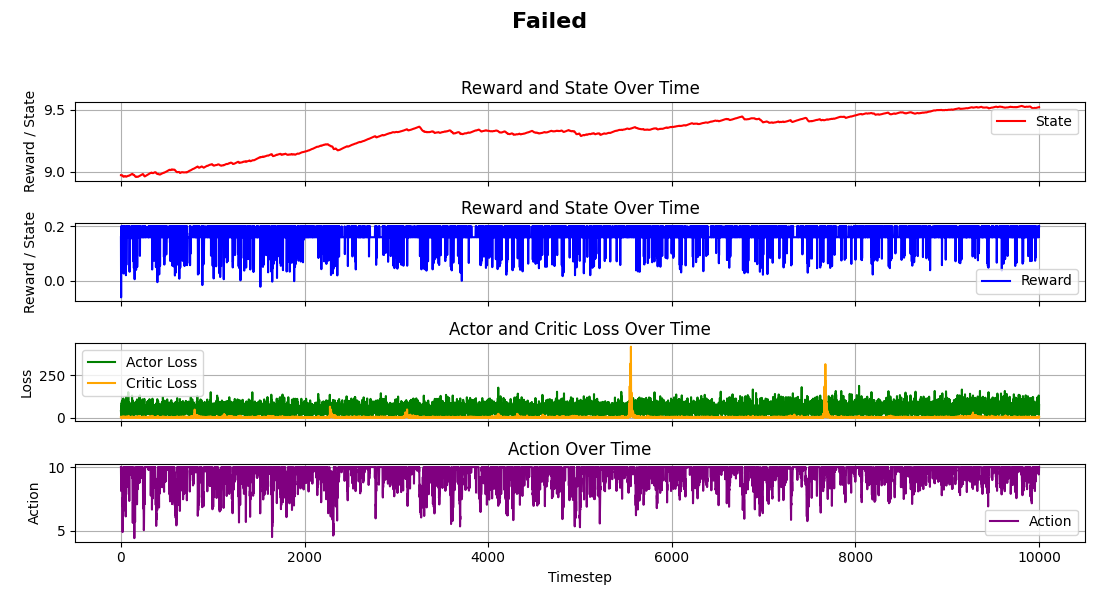 Failed
Reward and State Over Time
Reward / State
9.5
9.0
State
Reward and State Over Time
Reward / State
0.2
0.0
Reward
Actor and Critic Loss Over Time
Loss
250
0
Actor Loss
Critic Loss
Action Over Time
Action
10
5
Action
0 2000 4000 6000 8000 10000
Timestep